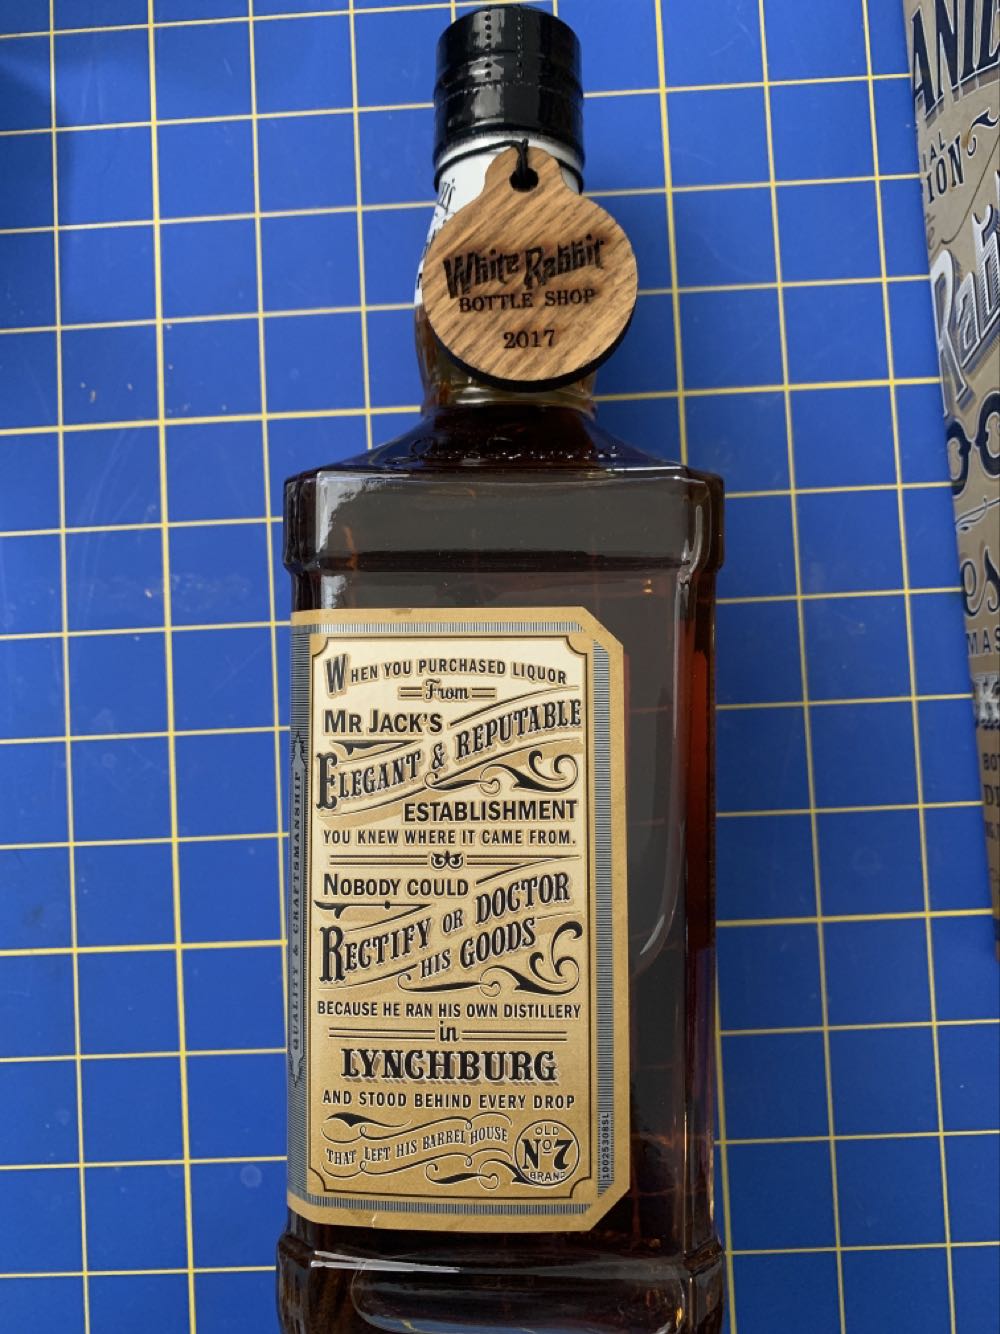 White Rabbit
BOTTLE SHOP
2017
WHEN YOU PURCHASED LIQUOR
From
MR JACK'S
ELEGANT & REPUTABLE
ESTABLISHMENT
YOU KNEW WHERE IT CAME FROM.
NOBODY COULD
RECTIFY OR DOCTOR
HIS GOODS
BECAUSE HE RAN HIS OWN DISTILLERY
in
LYNCHBURG
AND STOOD BEHIND EVERY DROP
THAT LEFT HIS BARREL HOUSE
OLD
No7
BRAND
QUALITY & CRAFTSMANSHIP
10025308SL